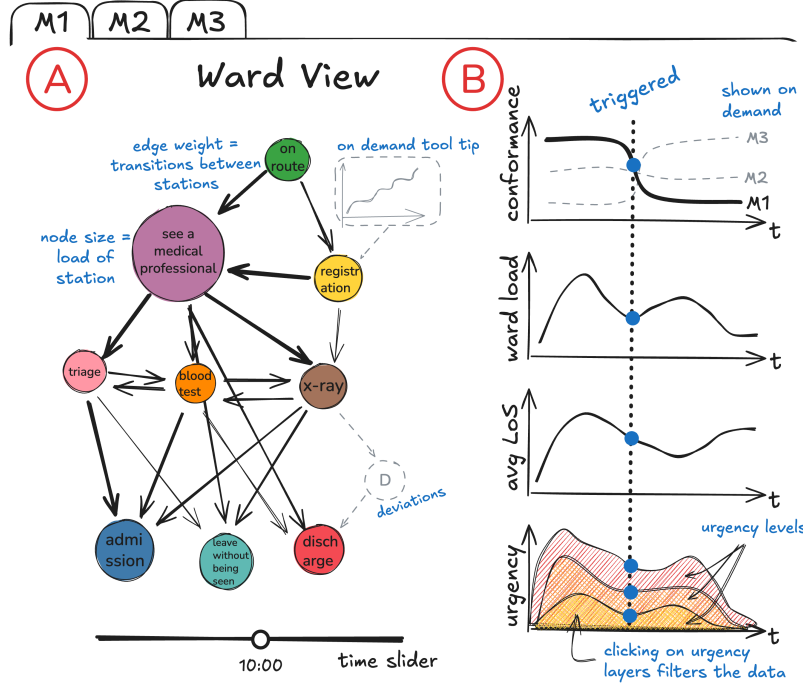 M1
M2
M3
A
Ward View
B
edge weight =
transitions between
stations
on
route
on demand tool tip
node size =
load of
station
see a
medical
professional
registr
ation
triage
blood
test
x-ray
D
deviations
admi
ssion
leave
without
being
seen
disch
arge
10:00
time slider
triggered
shown on
demand
conformance
M3
M2
M1
t
ward load
t
avg LoS
t
urgency levels
urgency
t
clicking on urgency
layers filters the data